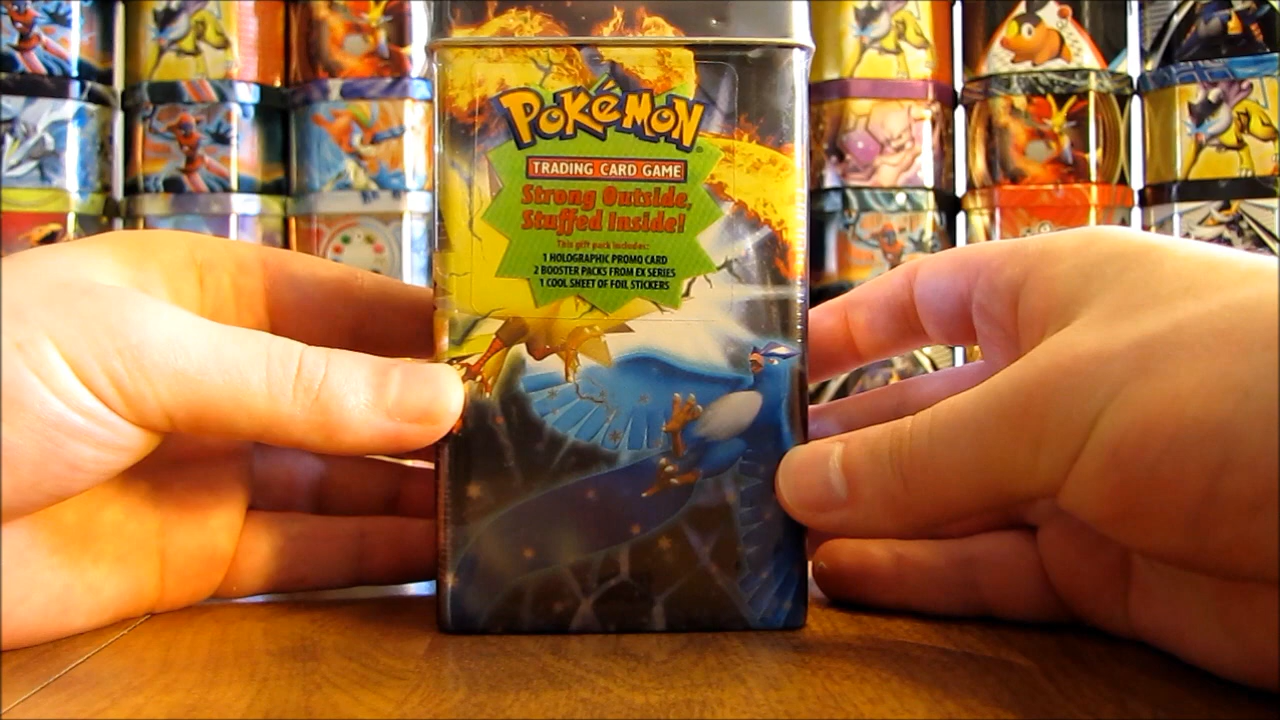 POKéMON
TRADING CARD GAME
Strong Outside,
Stuffed Inside!
This gift pack includes:
1 HOLOGRAPHIC PROMO CARD
2 BOOSTER PACKS FROM EX SERIES
1 COOL SHEET OF FOIL STICKERS